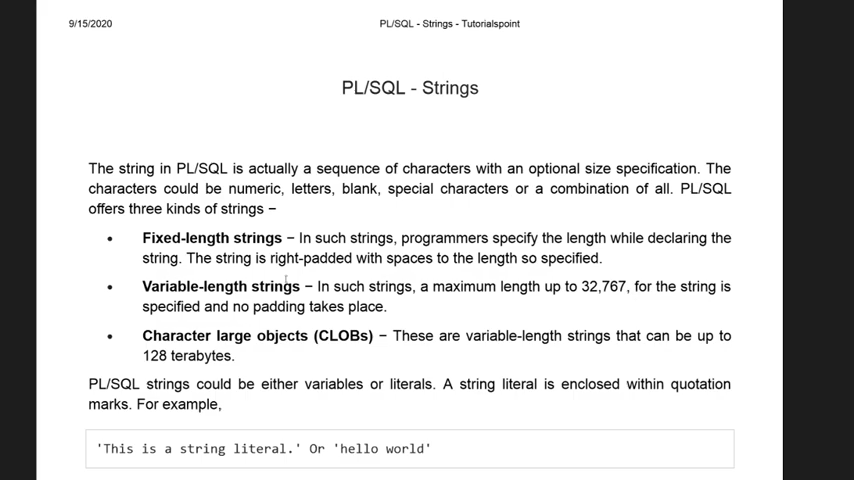 9/15/2020 PL/SQL - Strings - Tutorialspoint
PL/SQL - Strings
The string in PL/SQL is actually a sequence of characters with an optional size specification. The
characters could be numeric, letters, blank, special characters or a combination of all. PL/SQL
offers three kinds of strings −
• Fixed-length strings − In such strings, programmers specify the length while declaring the
string. The string is right-padded with spaces to the length so specified.
• Variable-length strings − In such strings, a maximum length up to 32,767, for the string is
specified and no padding takes place.
• Character large objects (CLOBs) − These are variable-length strings that can be up to
128 terabytes.
PL/SQL strings could be either variables or literals. A string literal is enclosed within quotation
marks. For example,
'This is a string literal.' Or 'hello world'